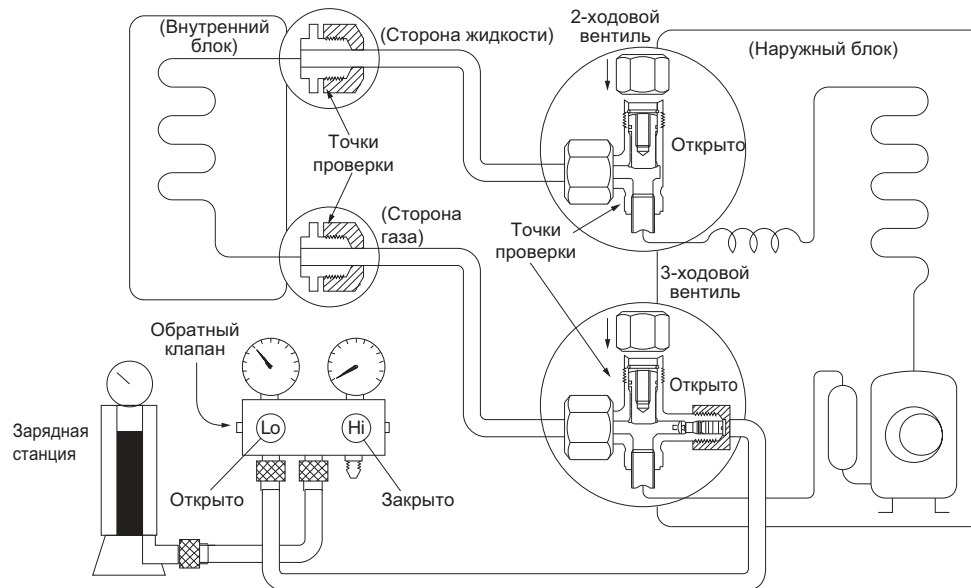 (Внутренний
блок)
(Сторона жидкости)
2-ходовой
вентиль
(Наружный блок)
Открыто
Точки
проверки
(Сторона
газа)
Точки
проверки
3-ходовой
вентиль
Обратный
клапан
Открыто
Зарядная
станция
Lo
Hi
Открыто
Закрыто